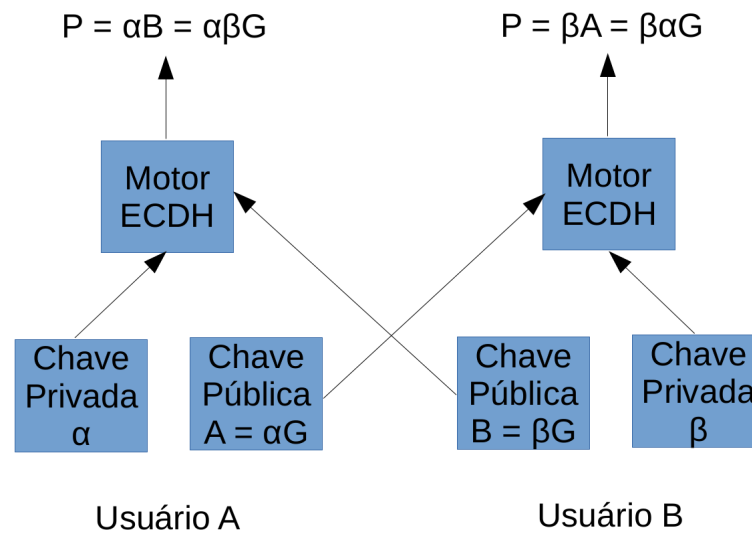 P = αB = αβG
P = βA = βαG
Motor
ECDH
Motor
ECDH
Chave
Privada
α
Chave
Pública
A = αG
Chave
Pública
B = βG
Chave
Privada
β
Usuário A
Usuário B